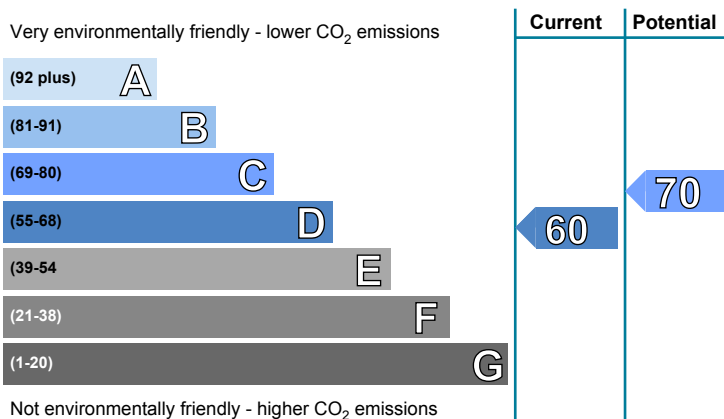 Current Potential
Very environmentally friendly - lower CO2 emissions
(92 plus) A
(81-91) B
(69-80) C
70
(55-68) D
60
(39-54 E
(21-38) F
(1-20) G
Not environmentally friendly - higher CO2 emissions